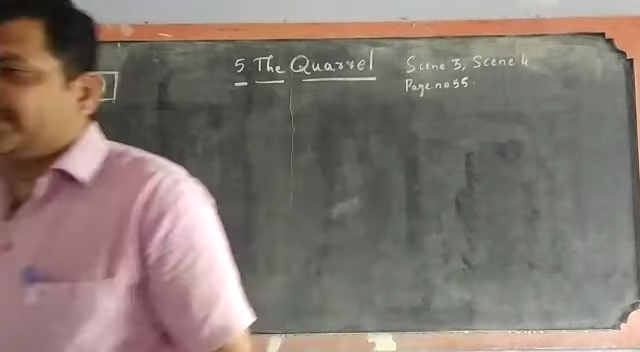 5 The Quarrel
Scene 3, Scene 4
Page no 55.